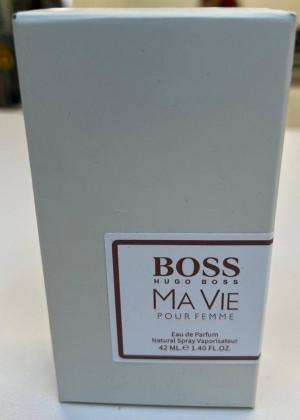 BOSS
HUGO BOSS
MA VIE
POUR FEMME
Eau de Parfum
Natural Spray Vaporisateur
42 ML.℮ 1.40 FL.OZ.